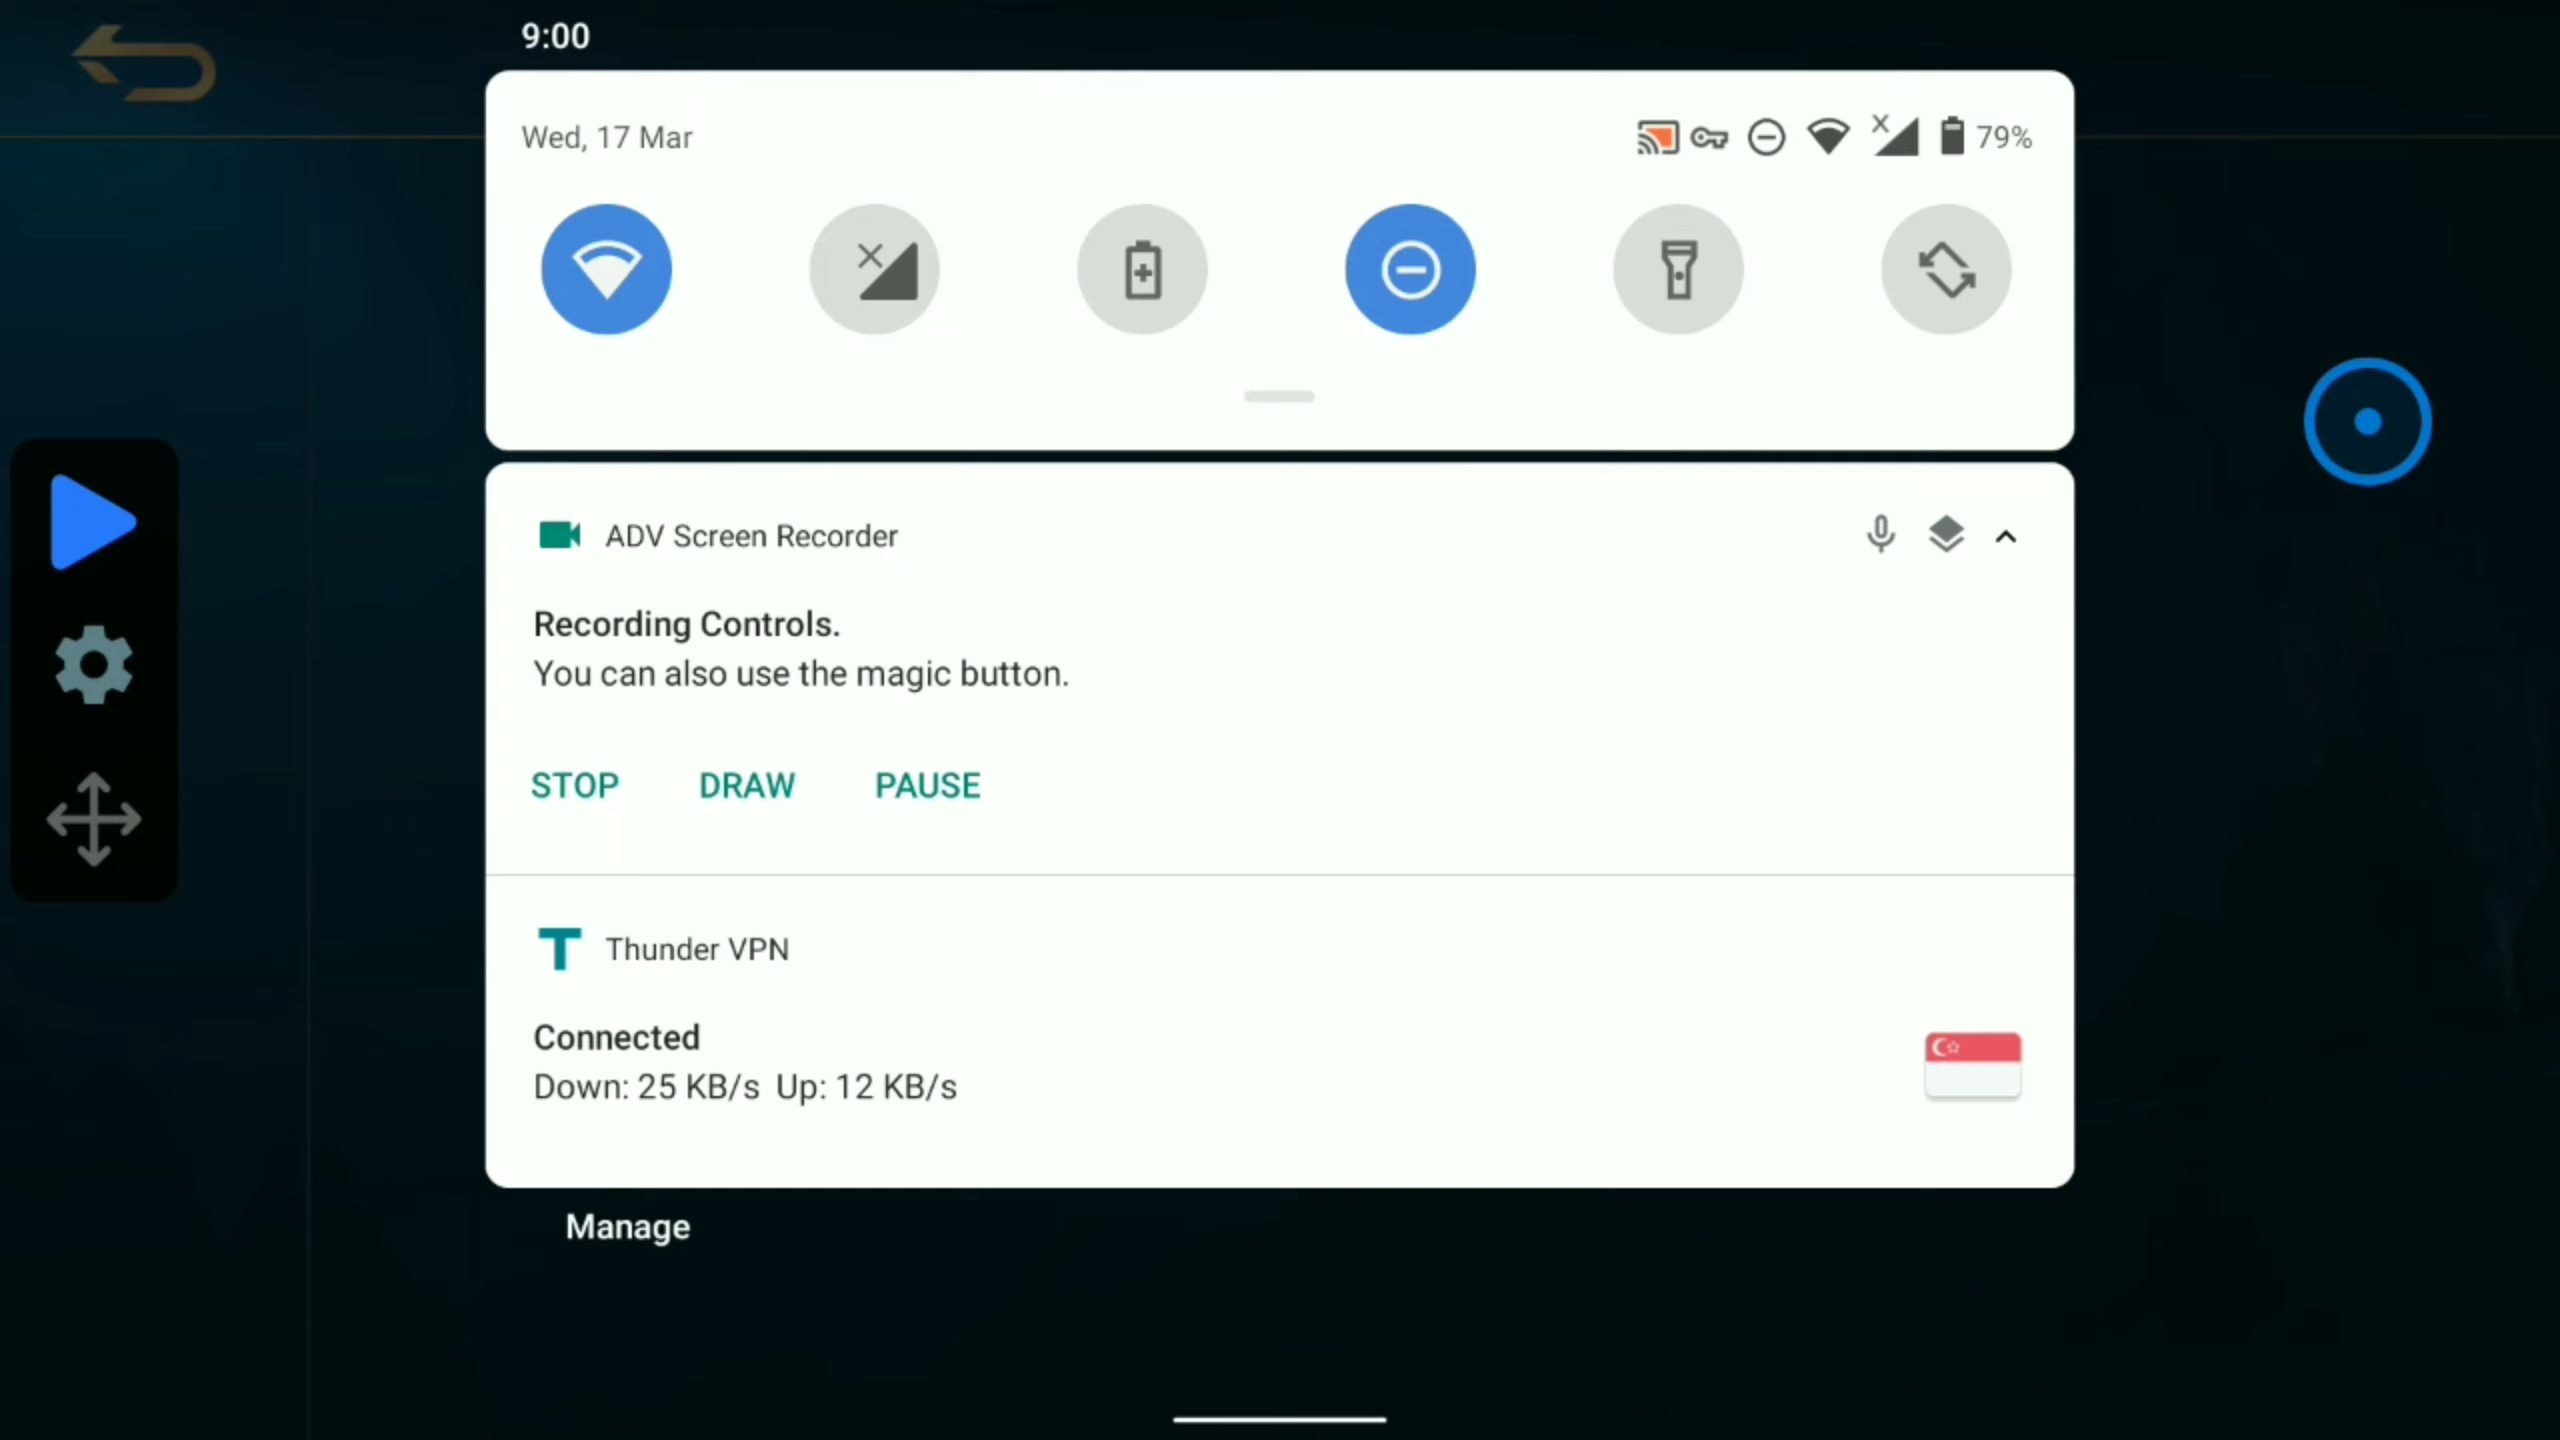 9:00
Wed, 17 Mar
79%
ADV Screen Recorder
Recording Controls.
You can also use the magic button.
STOP DRAW PAUSE
Thunder VPN
Connected
Down: 25 KB/s Up: 12 KB/s
Manage